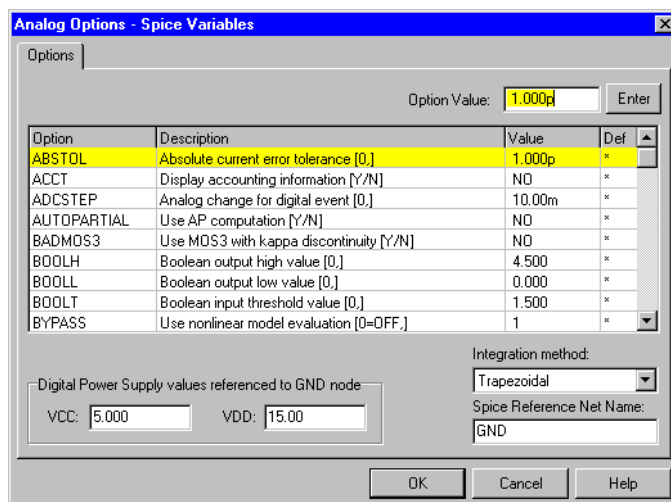 Analog Options - Spice Variables
Options
Option Value: 1.000p Enter
Option Description Value Def
ABSTOL Absolute current error tolerance [0,] 1.000p *
ACCT Display accounting information [Y/N] NO *
ADCSTEP Analog change for digital event [0,] 10.00m *
AUTOPARTIAL Use AP computation [Y/N] NO *
BADMOS3 Use MOS3 with kappa discontinuity [Y/N] NO *
BOOLH Boolean output high value [0,] 4.500 *
BOOLL Boolean output low value [0,] 0.000 *
BOOLT Boolean input threshold value [0,] 1.500 *
BYPASS Use nonlinear model evaluation [0=OFF,] 1 *
Integration method:
Trapezoidal
Digital Power Supply values referenced to GND node
VCC: 5.000 VDD: 15.00
Spice Reference Net Name:
GND
OK Cancel Help